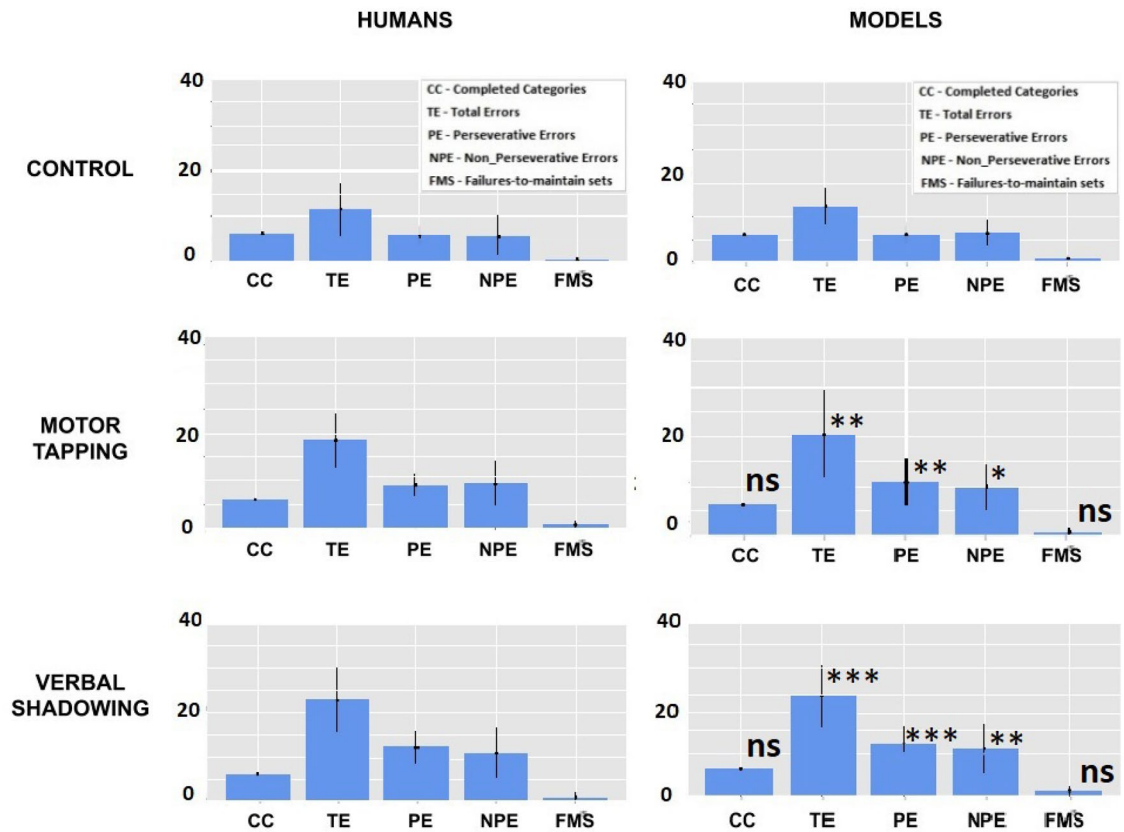 HUMANS
MODELS
CONTROL
40
20
0
CC - Completed Categories
TE - Total Errors
PE - Perseverative Errors
NPE - Non_Perseverative Errors
FMS - Failures-to-maintain sets
CC TE PE NPE FMS
40
20
0
CC - Completed Categories
TE - Total Errors
PE - Perseverative Errors
NPE - Non_Perseverative Errors
FMS - Failures-to-maintain sets
CC TE PE NPE FMS
MOTOR
TAPPING
40
20
0
CC TE PE NPE FMS
40
20
0
ns ** ** * ns
CC TE PE NPE FMS
VERBAL
SHADOWING
40
20
0
CC TE PE NPE FMS
40
20
0
ns *** *** ** ns
CC TE PE NPE FMS